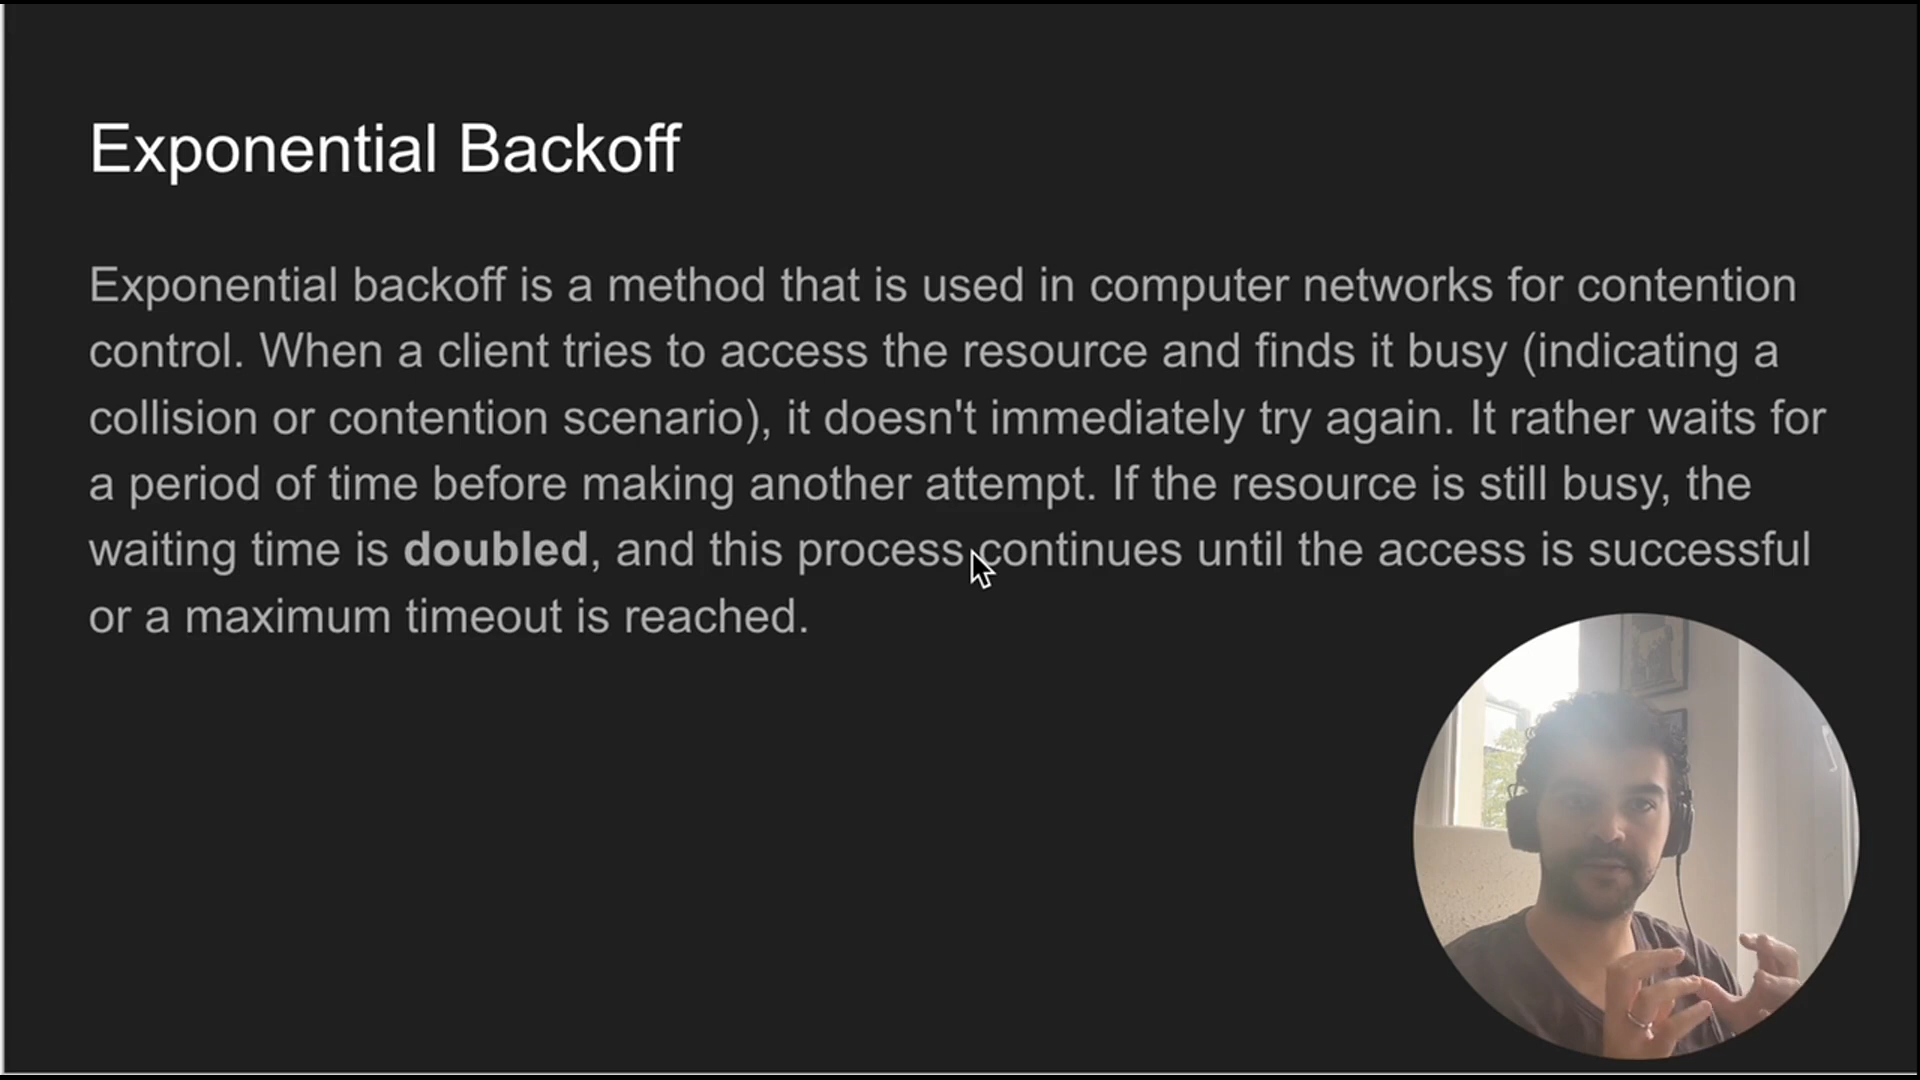 Exponential Backoff
Exponential backoff is a method that is used in computer networks for contention
control. When a client tries to access the resource and finds it busy (indicating a
collision or contention scenario), it doesn't immediately try again. It rather waits for
a period of time before making another attempt. If the resource is still busy, the
waiting time is doubled, and this process continues until the access is successful
or a maximum timeout is reached.